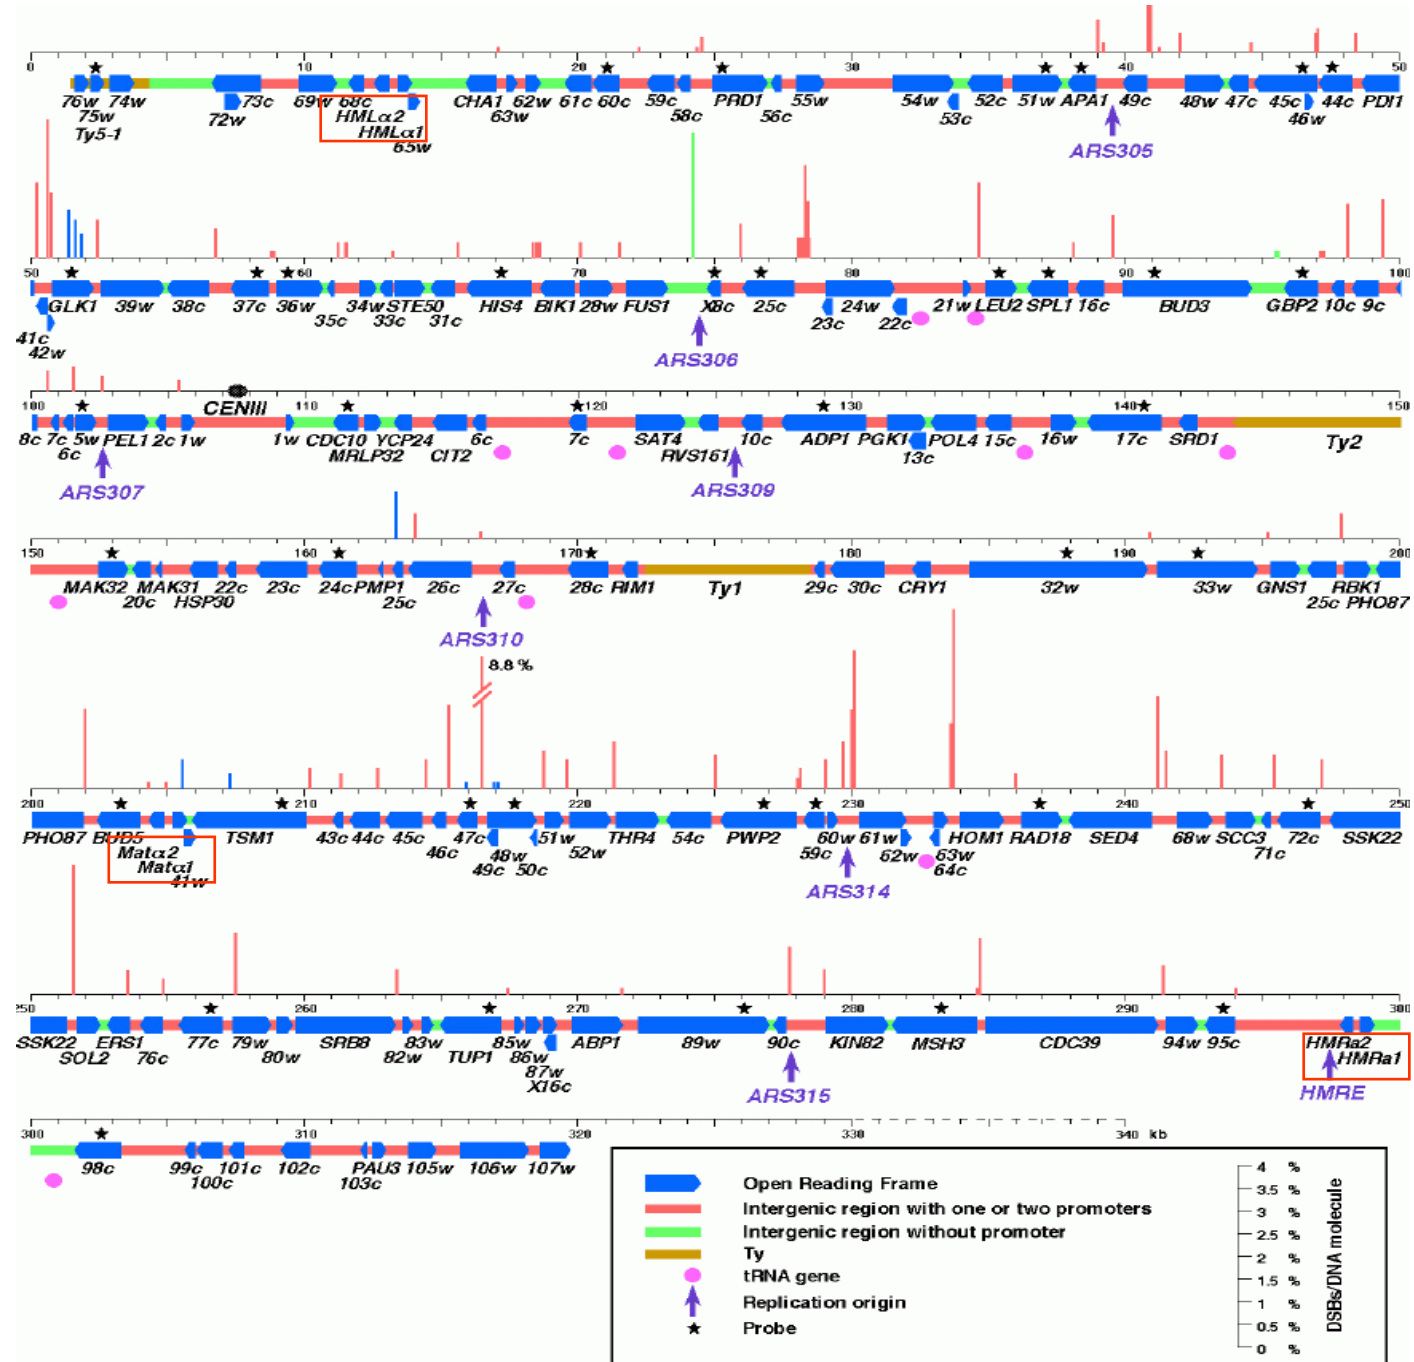 0 10 20 30 40 50
76w 74w 73c 69w 68c CHA1 62w 61c 60c 59c PRD1 55w 54w 52c 51w APA1 49c 48w 47c 45c 44c PDI1
75w 72w HMLα2 63w 58c 56c 53c 46w
Ty5-1 HMLα1
65w
ARS305
50 60 70 80 90 100
GLK1 39w 38c 37c 36w 34w STE50 HIS4 BIK1 28w FUS1 X8c 25c 24w 21w LEU2 SPL1 16c BUD3 GBP2 10c 9c
41c 35c 33c 31c 23c 22c
42w
ARS306
CENIII
100 110 120 130 140 150
8c 7c 5w PEL1 2c 1w 1w CDC10 YCP24 6c 7c SAT4 10c ADP1 PGK1 POL4 15c 16w 17c SRD1 Ty2
6c MRLP32 CIT2 RVS161 13c
ARS307 ARS309
150 160 170 180 190 200
MAK32 MAK31 22c 23c 24c PMP1 26c 27c 28c RIM1 Ty1 29c 30c CRY1 32w 33w GNS1 RBK1
20c HSP30 25c 25c PHO87
ARS310
8.8 %
200 210 220 230 240 250
PHO87 BUD5 TSM1 43c 44c 45c 47c 51w THR4 54c PWP2 60w 61w HOM1 RAD18 SED4 68w SCC3 72c SSK22
Matα2 46c 48w 52w 59c 62w 63w 71c
Matα1 49c 50c 64c
41w
ARS314
250 260 270 280 290 300
SSK22 ERS1 77c 79w SRB8 83w 85w ABP1 89w 90c KIN82 MSH3 CDC39 94w 95c HMRa2
SOL2 76c 80w 82w TUP1 86w HMRa1
87w
X16c
ARS315 HMRE
300 310 320 330 340 kb
98c 99c 101c 102c PAU3 105w 106w 107w
100c 103c
Open Reading Frame
Intergenic region with one or two promoters
Intergenic region without promoter
Ty
tRNA gene
Replication origin
Probe
4 %
3.5 %
3 %
2.5 %
2 %
1.5 %
1 %
0.5 %
0 %
DSBs/DNA molecule